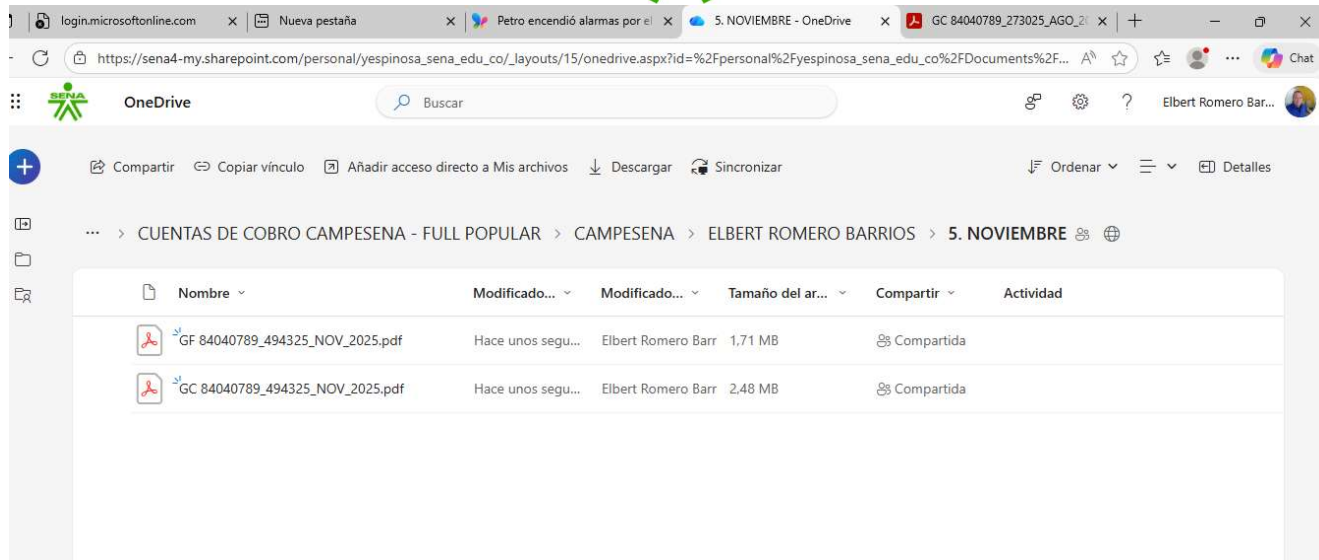 login.microsoftonline.com Nueva pestaña Petro encendió alarmas por el 5. NOVIEMBRE - OneDrive GC 84040789_273025_AGO_2
https://sena4-my.sharepoint.com/personal/yespinosa_sena_edu_co/_layouts/15/onedrive.aspx?id=%2Fpersonal%2Fyespinosa_sena_edu_co%2FDocuments%2F... Chat
SENA OneDrive Buscar Elbert Romero Bar...
Compartir Copiar vínculo Añadir acceso directo a Mis archivos Descargar Sincronizar Ordenar Detalles
... > CUENTAS DE COBRO CAMPESENA - FULL POPULAR > CAMPESENA > ELBERT ROMERO BARRIOS > 5. NOVIEMBRE
Nombre Modificado... Modificado... Tamaño del ar... Compartir Actividad
GF 84040789_494325_NOV_2025.pdf Hace unos segu... Elbert Romero Barr 1,71 MB Compartida
GC 84040789_494325_NOV_2025.pdf Hace unos segu... Elbert Romero Barr 2,48 MB Compartida